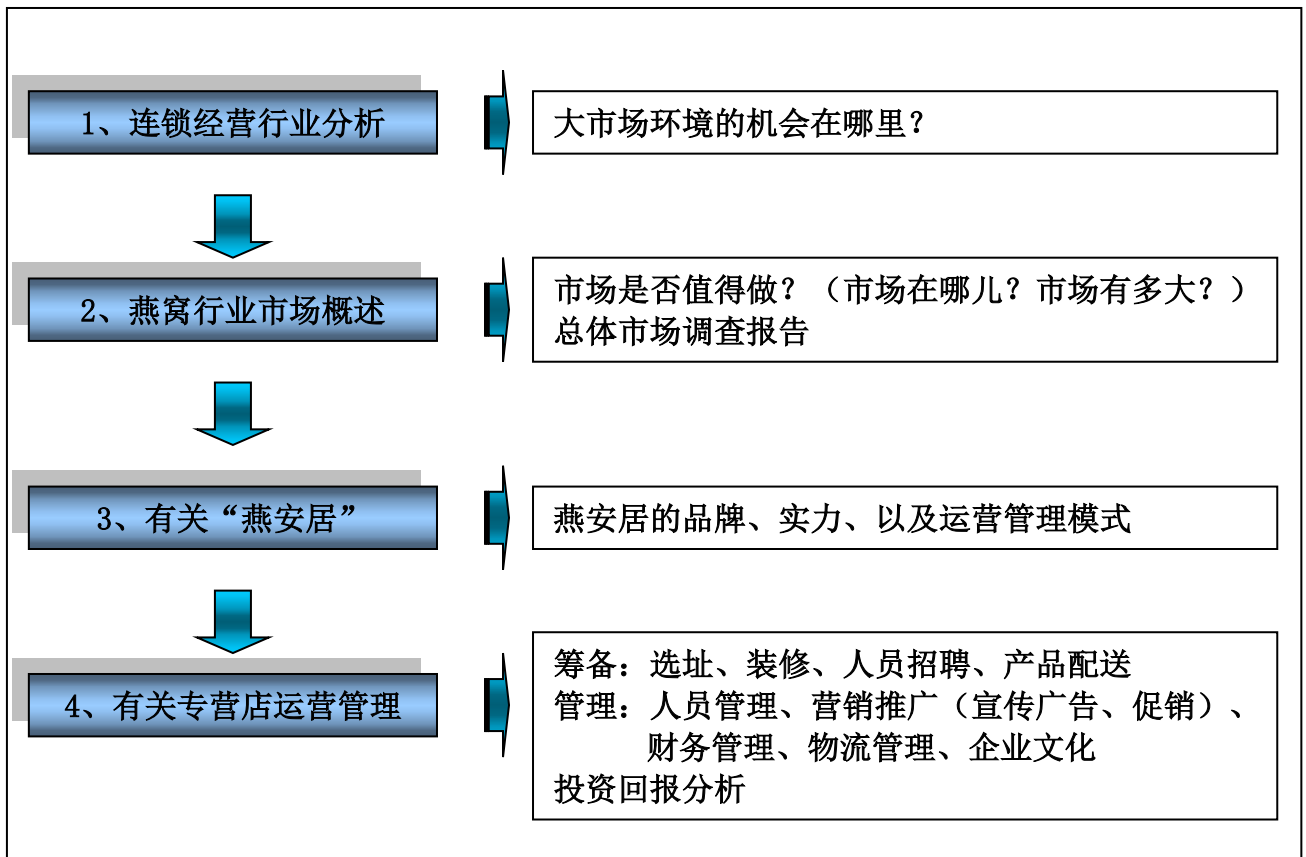 1、连锁经营行业分析
大市场环境的机会在哪里？
2、燕窝行业市场概述
市场是否值得做？（市场在哪儿？市场有多大？）
总体市场调查报告
3、有关“燕安居”
燕安居的品牌、实力、以及运营管理模式
4、有关专营店运营管理
筹备：选址、装修、人员招聘、产品配送
管理：人员管理、营销推广（宣传广告、促销）、
财务管理、物流管理、企业文化
投资回报分析